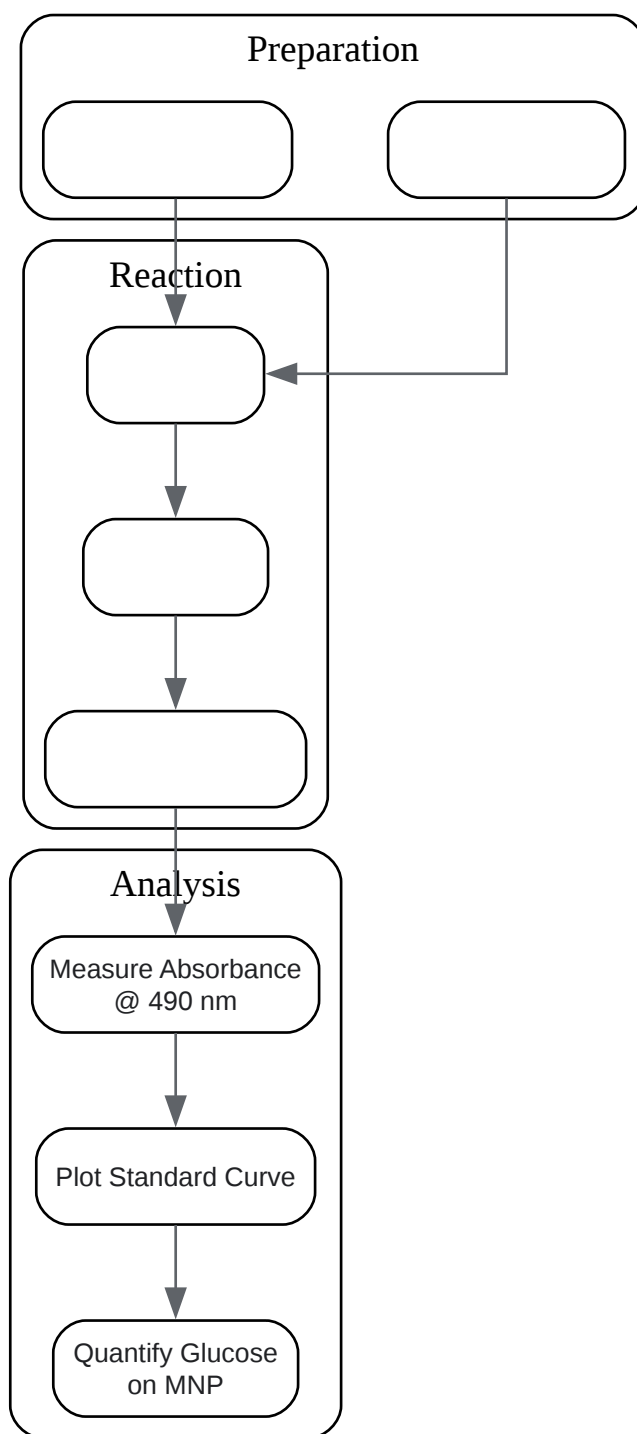 Preparation
Reaction
Analysis
Measure Absorbance
@ 490 nm
Plot Standard Curve
Quantify Glucose
on MNP